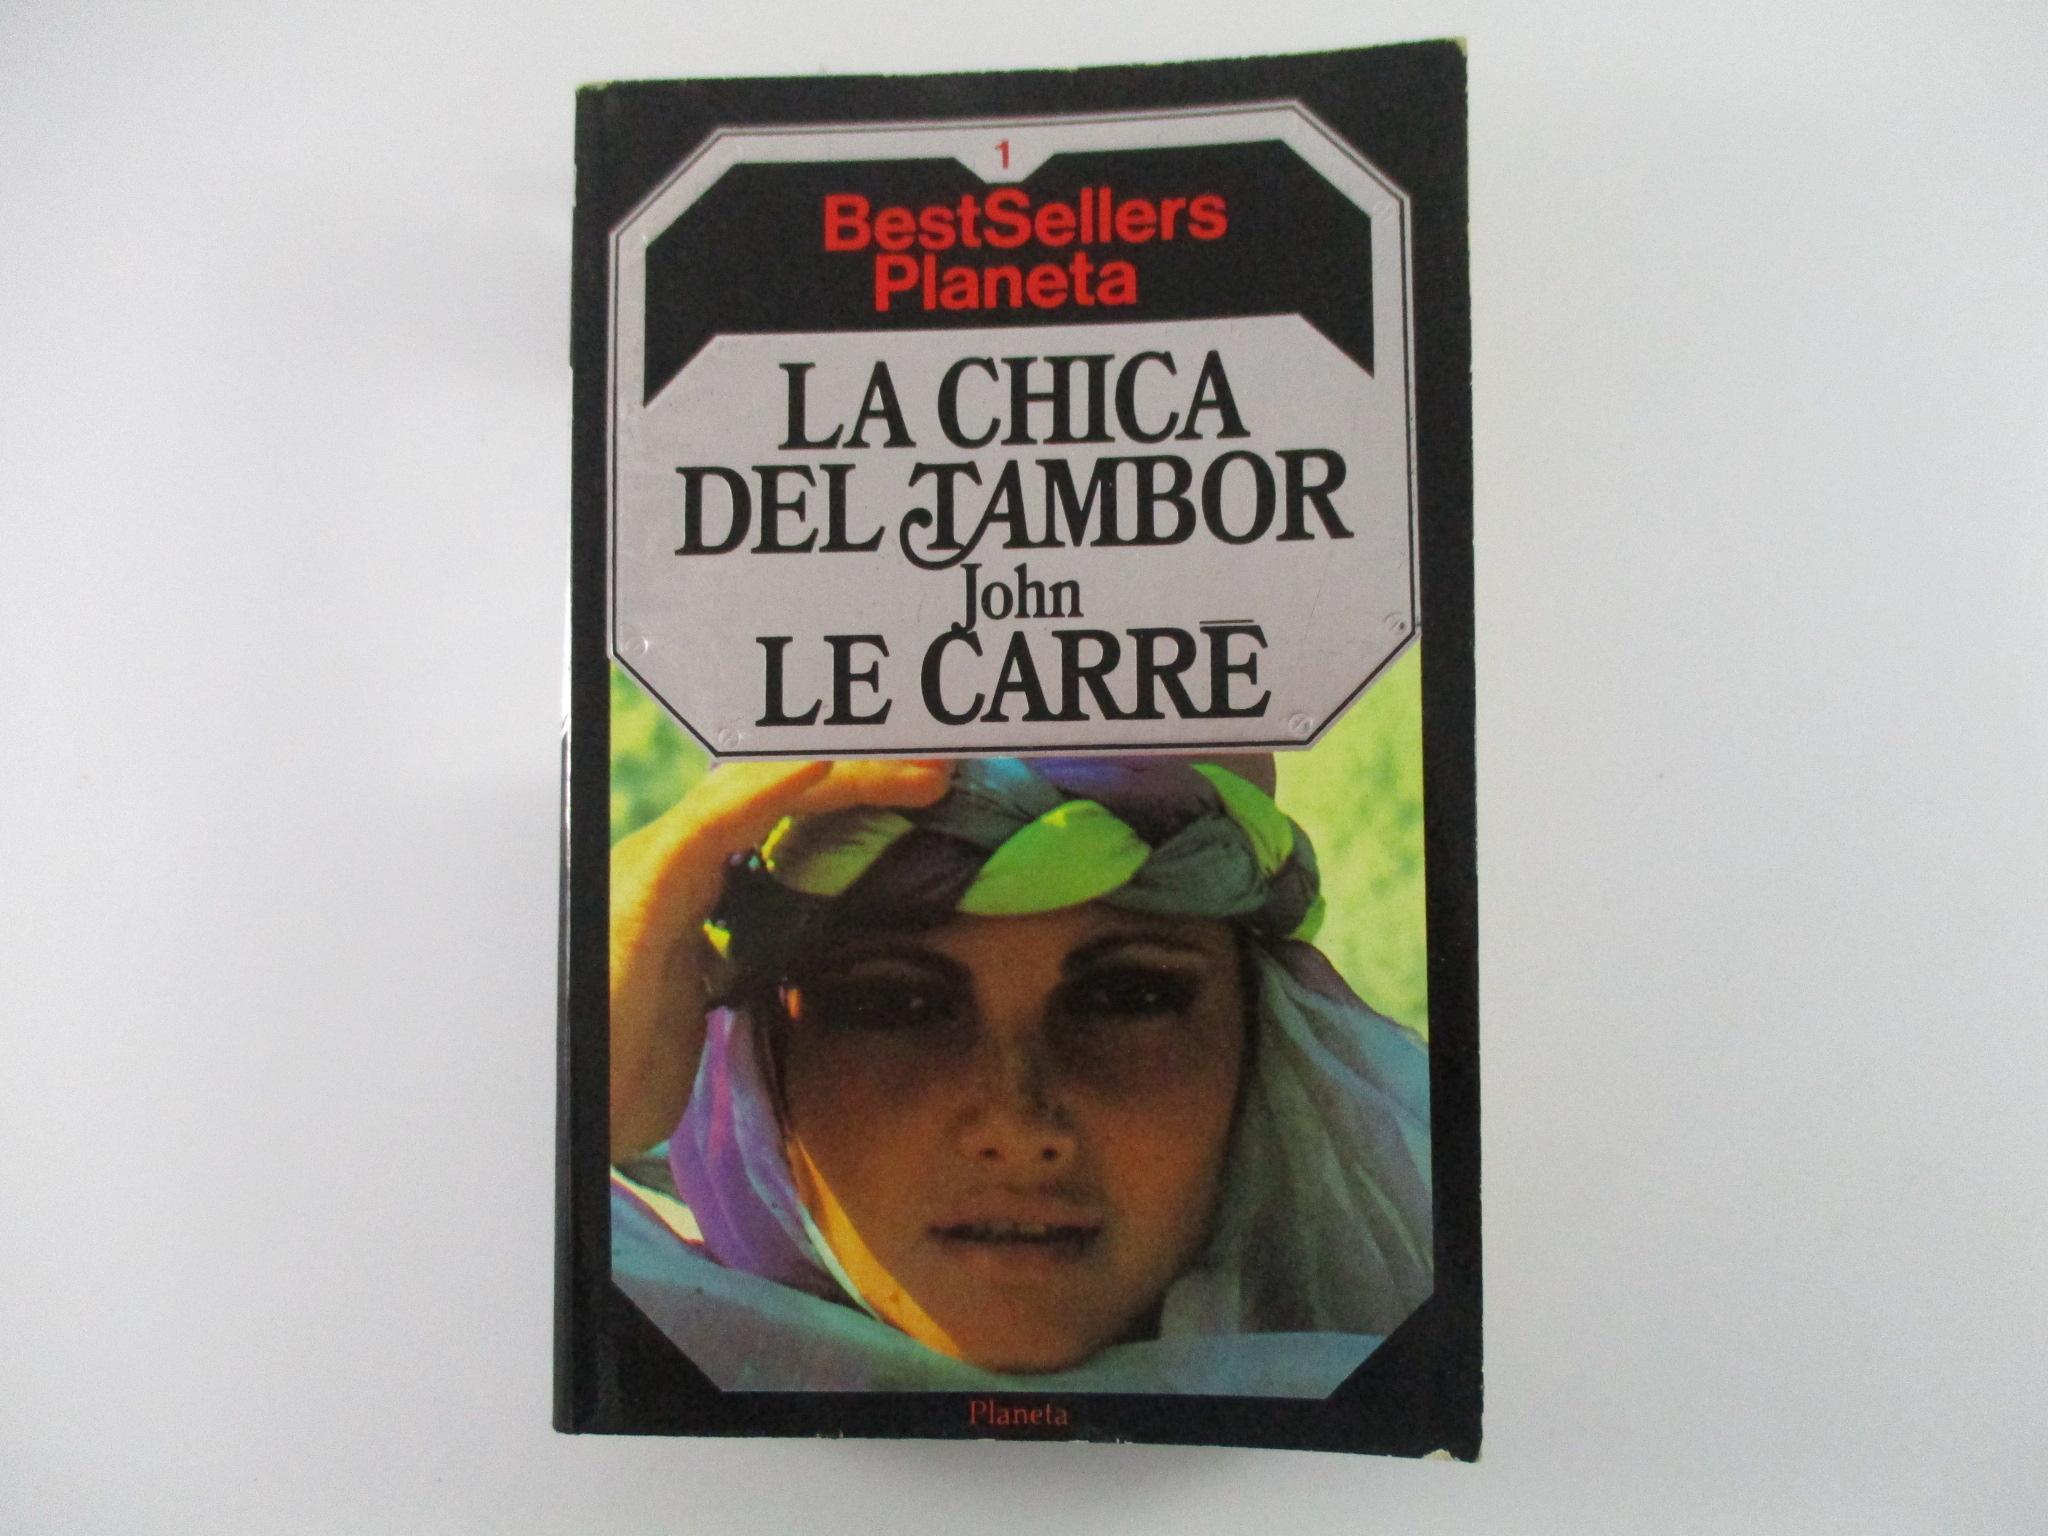 1
BestSellers
Planeta
LA CHICA
DEL TAMBOR
John
LE CARRÉ
Planeta